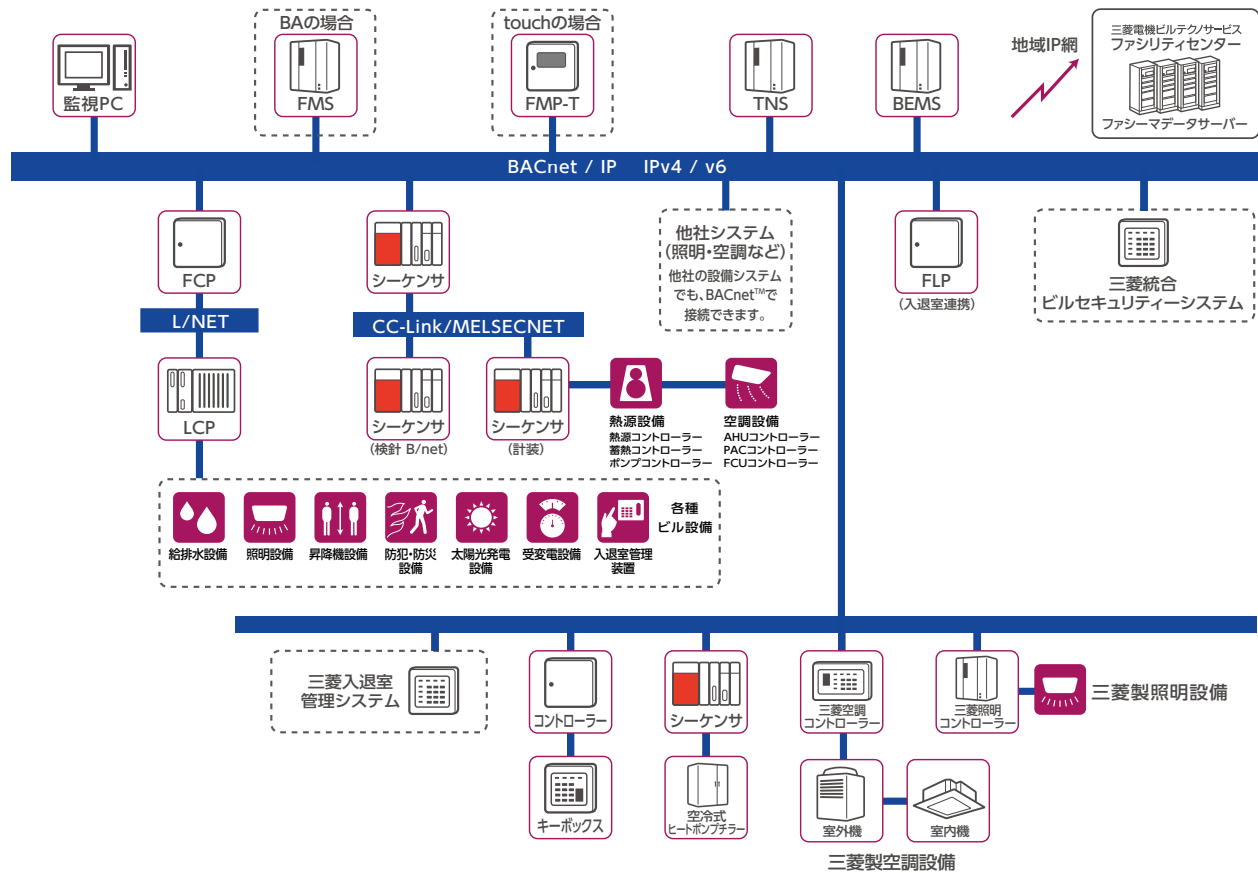 BAの場合
touchの場合
監視PC
FMS
FMP-T
TNS
BEMS
地域IP網
三菱電機ビルテクノサービス
ファシリティセンター
ファシーマデータサーバー
BACnet / IP IPv4 / v6
FCP
シーケンサ
他社システム
(照明・空調など)
他社の設備システム
でも、BACnet™で
接続できます。
FLP
(入退室連携)
三菱統合
ビルセキュリティーシステム
L/NET
CC-Link/MELSECNET
LCP
シーケンサ
(検針 B/net)
シーケンサ
(計装)
熱源設備
熱源コントローラー
蓄熱コントローラー
ポンプコントローラー
空調設備
AHUコントローラー
PACコントローラー
FCUコントローラー
給排水設備
照明設備
昇降機設備
防犯・防災
設備
太陽光発電
設備
受変電設備
入退室管理
装置
各種
ビル設備
三菱入退室
管理システム
コントローラー
シーケンサ
三菱空調
コントローラー
三菱照明
コントローラー
三菱製照明設備
キーボックス
空冷式
ヒートポンプチラー
室外機
室内機
三菱製空調設備